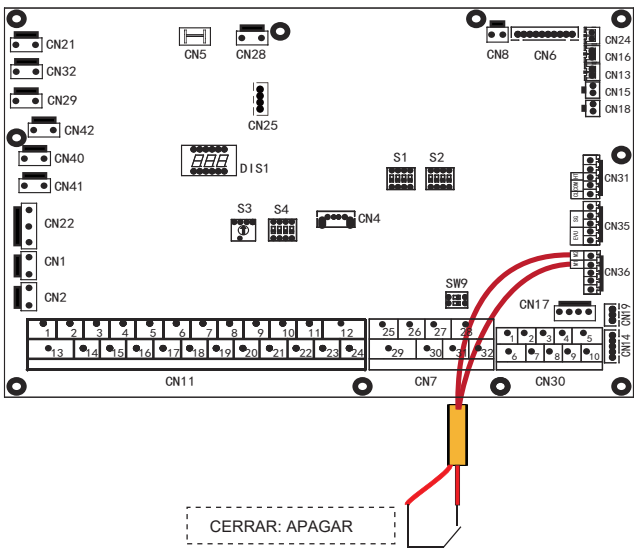 CN21
CN5
CN28
CN8
CN6
CN24
CN16
CN32
CN13
CN29
CN15
CN18
CN25
CN42
CN40
DIS1
S1
S2
CN31
CN41
CN22
S3
S4
CN4
CN35
SG
EVU
CN1
M1 M2
CN36
CN2
SW9
CN17
CN19
CN14
1 2 3 4 5 6 7 8 9 10 11 12
13 14 15 16 17 18 19 20 21 22 23 24
CN11
25 26 27 28
29 30 31 32
CN7
1 2 3 4 5
6 7 8 9 10
CN30
CERRAR: APAGAR